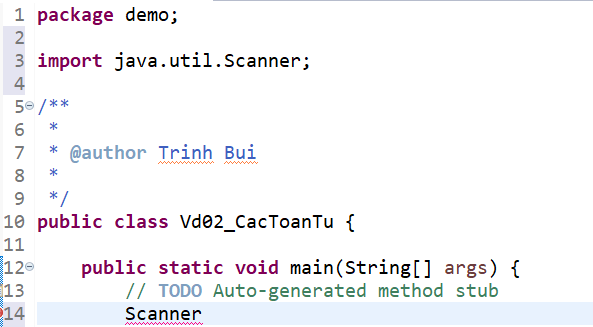 1 package demo;
2
3 import java.util.Scanner;
4
5 /**
6  *
7  * @author Trinh Bui
8  *
9  */
10 public class Vd02_CacToanTu {
11
12     public static void main(String[] args) {
13         // TODO Auto-generated method stub
14         Scanner